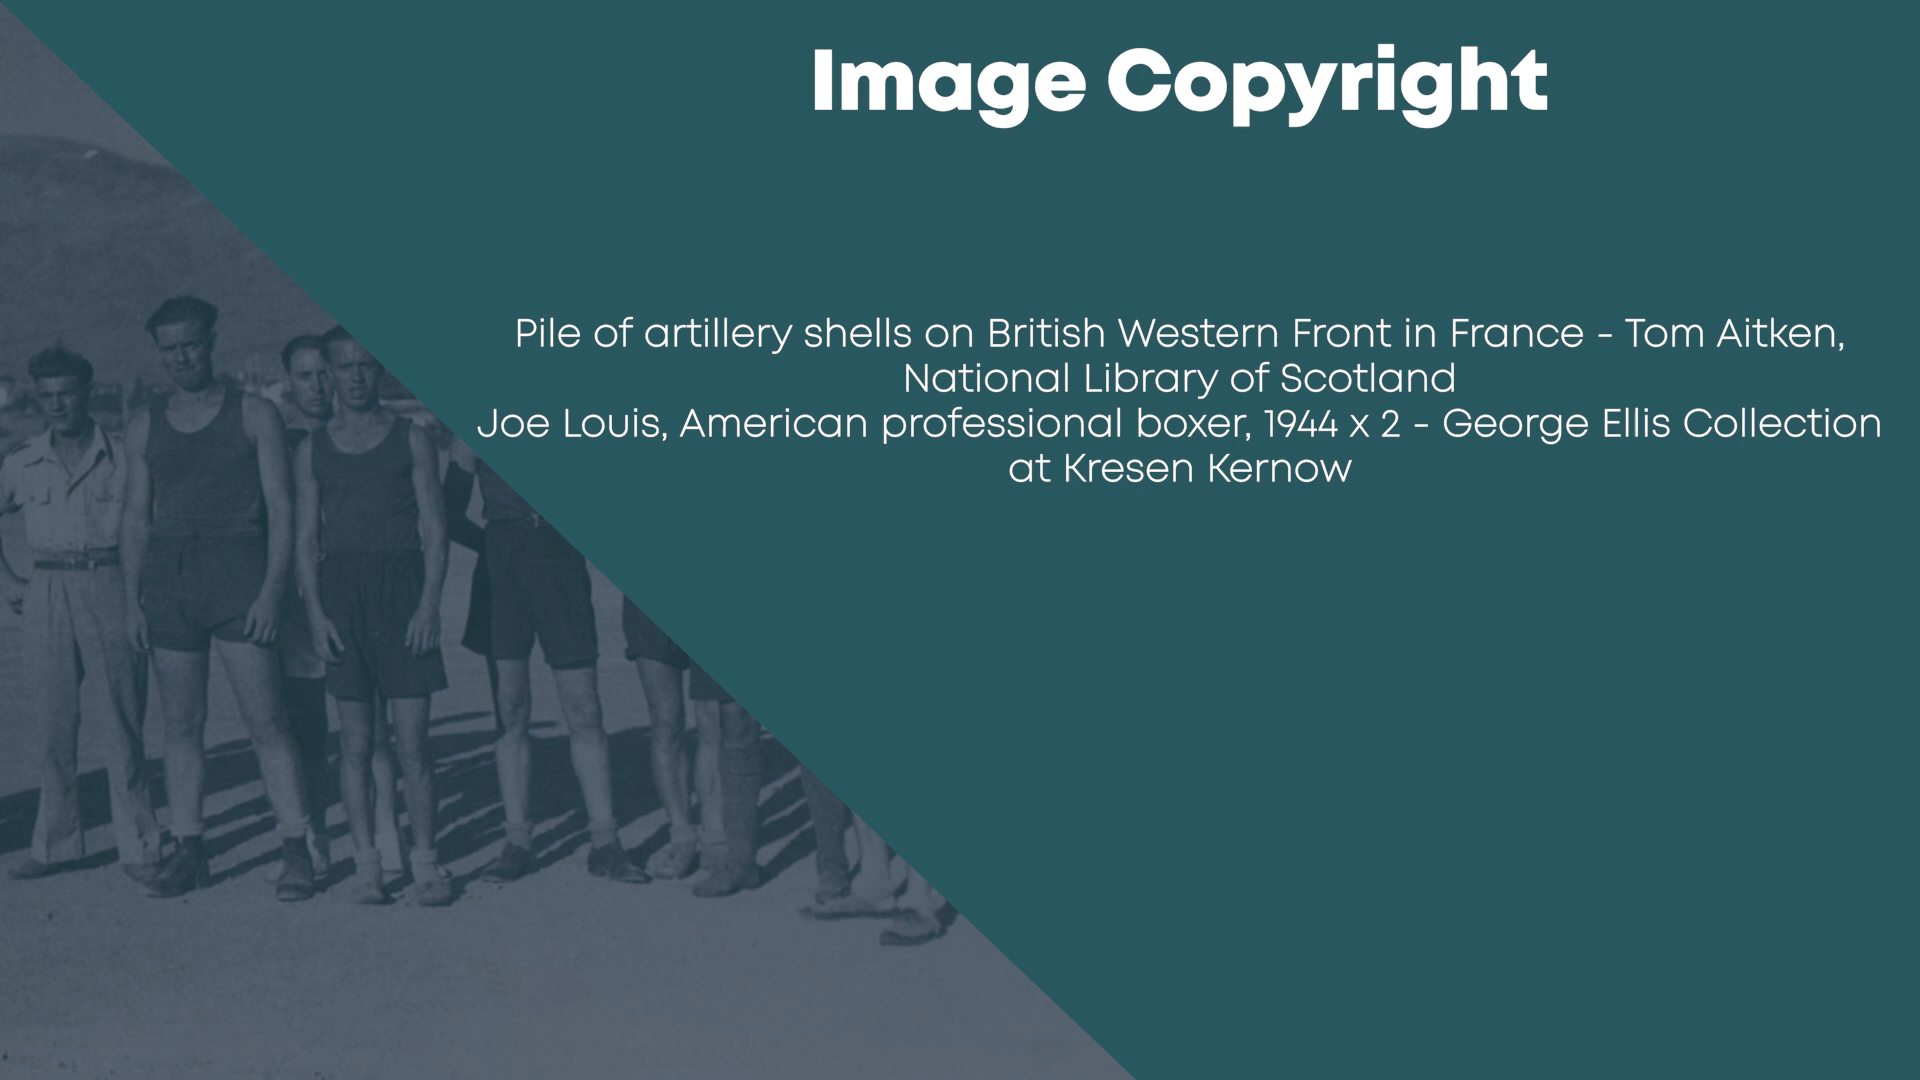 Image Copyright
Pile of artillery shells on British Western Front in France - Tom Aitken,
National Library of Scotland
Joe Louis, American professional boxer, 1944 x 2 - George Ellis Collection
at Kresen Kernow